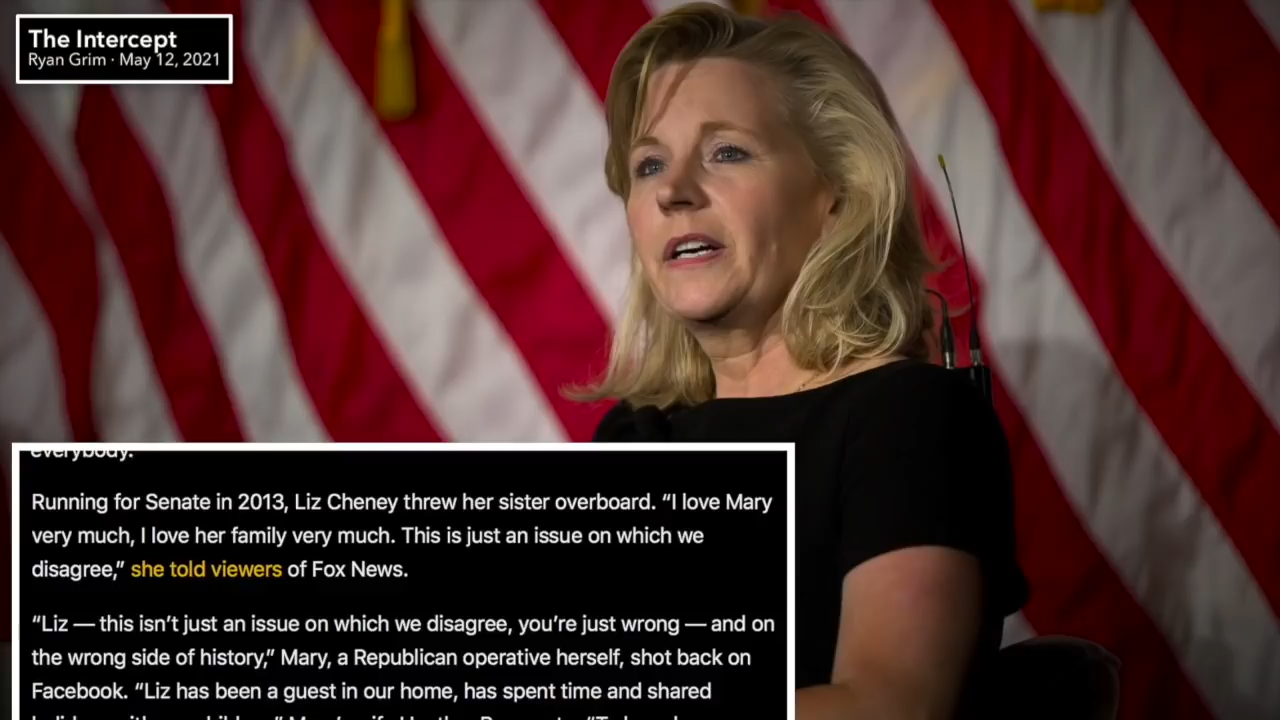 The Intercept
Ryan Grim · May 12, 2021
everybody.
Running for Senate in 2013, Liz Cheney threw her sister overboard. “I love Mary
very much, I love her family very much. This is just an issue on which we
disagree,” she told viewers of Fox News.
“Liz — this isn’t just an issue on which we disagree, you’re just wrong — and on
the wrong side of history,” Mary, a Republican operative herself, shot back on
Facebook. “Liz has been a guest in our home, has spent time and shared